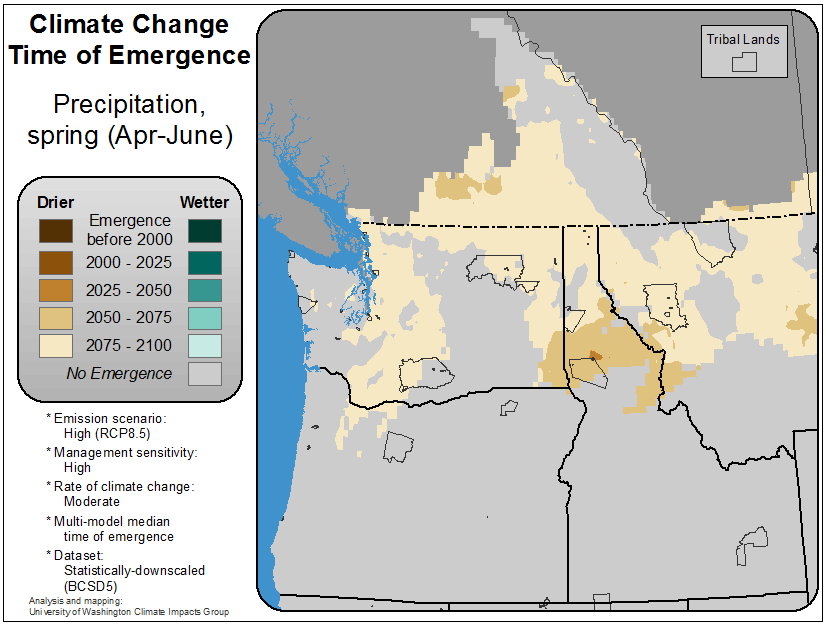 Climate Change
Time of Emergence
Precipitation,
spring (Apr-June)
Drier
Wetter
Emergence
before 2000
2000 - 2025
2025 - 2050
2050 - 2075
2075 - 2100
No Emergence
* Emission scenario:
High (RCP8.5)
* Management sensitivity:
High
* Rate of climate change:
Moderate
* Multi-model median
time of emergence
* Dataset:
Statistically-downscaled
(BCSD5)
Analysis and mapping:
University of Washington Climate Impacts Group
Tribal Lands